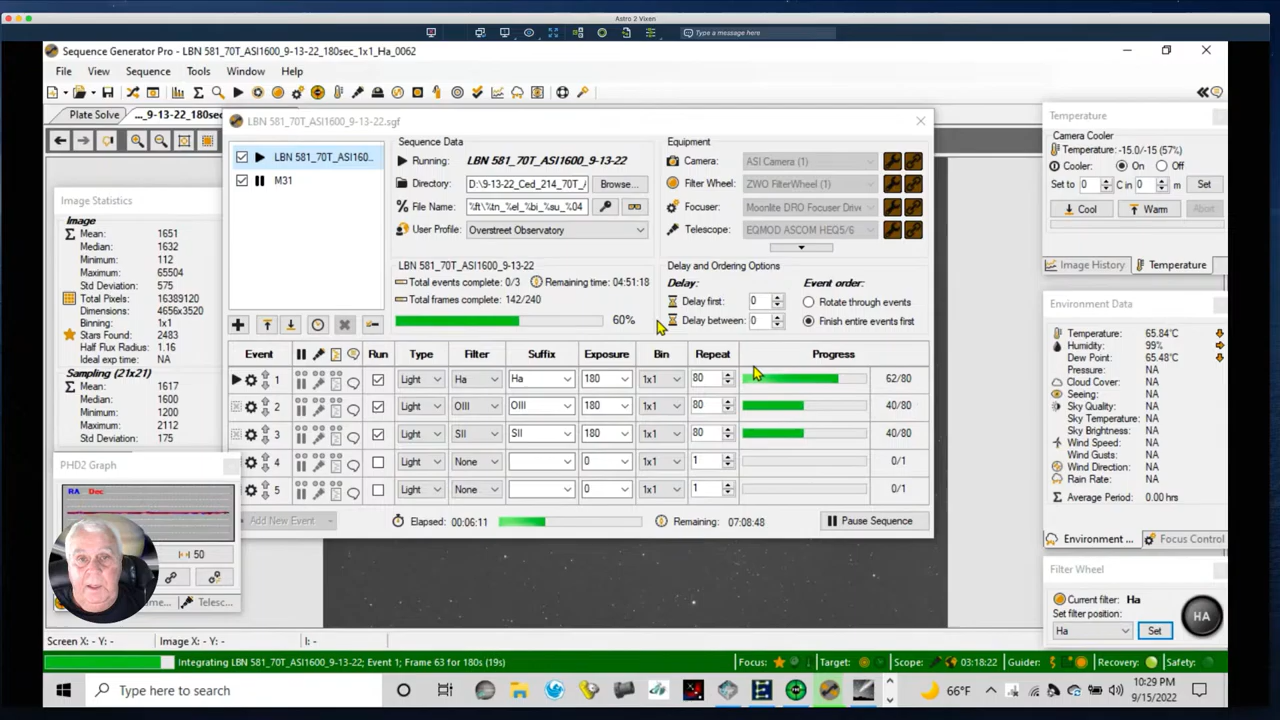 Astro 2 Vixen
Type a message here
Sequence Generator Pro - LBN 581_70T_ASI1600_9-13-22_180sec_1x1_Ha_0062
File View Sequence Tools Window Help
Plate Solve
..._9-13-22_180sec
LBN 581_70T_ASI1600_9-13-22.sgf
LBN 581_70T_ASI160...
M31
Sequence Data
Running: LBN 581_70T_ASI1600_9-13-22
Directory: D:\9-13-22_Ced_214_70T_/ Browse...
File Name: %ft\%tn_%el_%bi_%su_%04
User Profile: Overstreet Observatory
LBN 581_70T_ASI1600_9-13-22
Total events complete: 0/3 Remaining time: 04:51:18
Total frames complete: 142/240
60%
Equipment
Camera: ASI Camera (1)
Filter Wheel: ZWO FilterWheel (1)
Focuser: Moonlite DRO Focuser Drive
Telescope: EQMOD ASCOM HEQ5/6
Delay and Ordering Options
Delay: Event order:
Delay first: 0 Rotate through events
Delay between: 0 Finish entire events first
Event Run Type Filter Suffix Exposure Bin Repeat Progress
1 Light Ha Ha 180 1x1 80 62/80
2 Light OIII OIII 180 1x1 80 40/80
3 Light SII SII 180 1x1 80 40/80
4 Light None 0 1x1 1 0/1
5 Light None 0 1x1 1 0/1
Add New Event Elapsed: 00:06:11 Remaining: 07:08:48 Pause Sequence
Image Statistics
Image
Mean: 1651
Median: 1632
Minimum: 112
Maximum: 65504
Std Deviation: 575
Total Pixels: 16389120
Dimensions: 4656x3520
Binning: 1x1
Stars Found: 2483
Half Flux Radius: 1.16
Ideal exp time: NA
Sampling (21x21)
Mean: 1617
Median: 1600
Minimum: 1200
Maximum: 2112
Std Deviation: 175
PHD2 Graph
RA Dec
50
me... Telesc...
Temperature
Camera Cooler
Temperature: -15.0/-15 (57%)
Cooler: On Off
Set to 0 C in 0 m Set
Cool Warm Abort
Image History Temperature
Environment Data
Temperature: 65.84°C
Humidity: 99%
Dew Point: 65.48°C
Pressure: NA
Cloud Cover: NA
Seeing: NA
Sky Quality: NA
Sky Temperature: NA
Sky Brightness: NA
Wind Speed: NA
Wind Gusts: NA
Wind Direction: NA
Rain Rate: NA
Average Period: 0.00 hrs
Environment ... Focus Control
Filter Wheel
Current filter: Ha
Set filter position:
Ha Set
HA
Screen X: - Y: - Image X: - Y: - I: -
Integrating LBN 581_70T_ASI1600_9-13-22; Event 1; Frame 63 for 180s (19s)
Focus: Target: Scope: 03:18:22 Guider: Recovery: Safety:
Type here to search
66°F
10:29 PM
9/15/2022